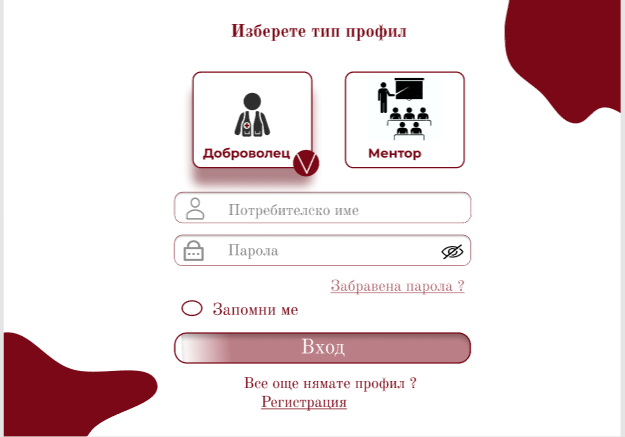 Изберете тип профил
Доброволец
Ментор
Потребителско име
Парола
Забравена парола ?
Запомни ме
Вход
Все още нямате профил ?
Регистрация